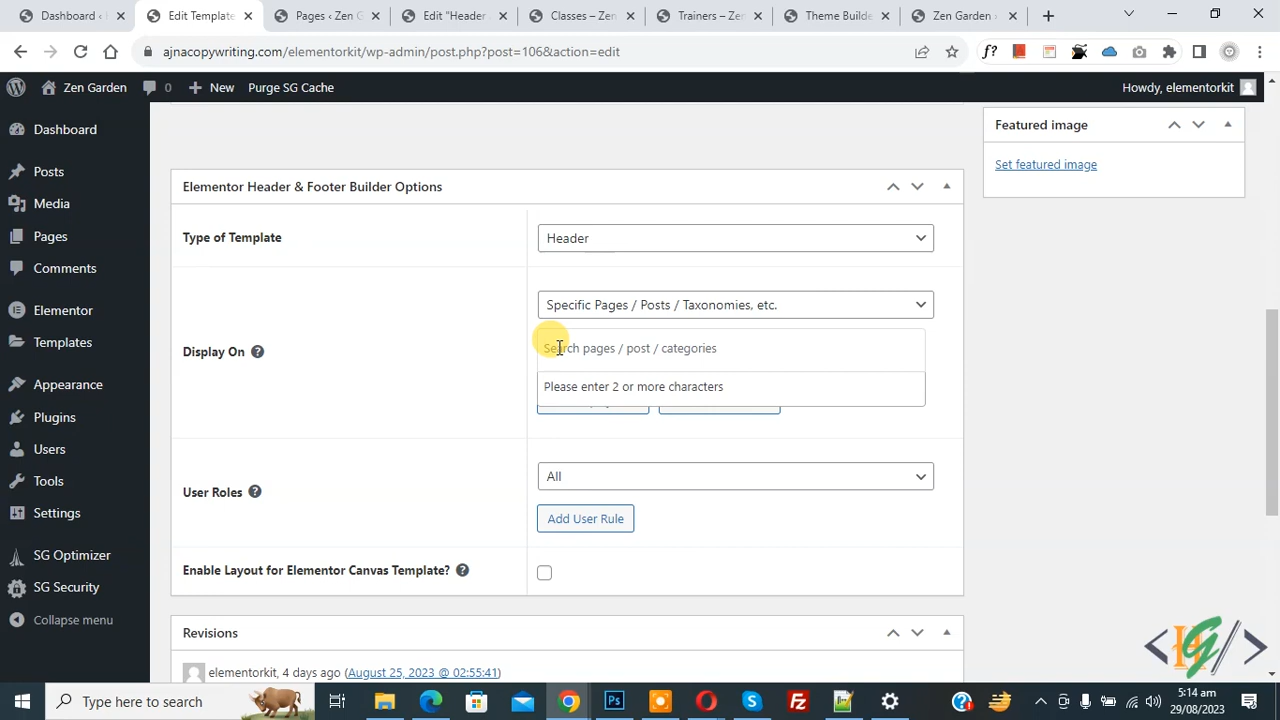 Dashboard ‹
Edit Template
Pages ‹ Zen G
Edit "Header
Classes – Zen
Trainers – Zen
Theme Builde
Zen Garden »
ajnacopywriting.com/elementorkit/wp-admin/post.php?post=106&action=edit
Zen Garden
0
New
Purge SG Cache
Howdy, elementorkit
Dashboard
Posts
Media
Pages
Comments
Elementor
Templates
Appearance
Plugins
Users
Tools
Settings
SG Optimizer
SG Security
Collapse menu
Featured image
Set featured image
Elementor Header & Footer Builder Options
Type of Template
Header
Display On
Specific Pages / Posts / Taxonomies, etc.
Search pages / post / categories
Please enter 2 or more characters
User Roles
All
Add User Rule
Enable Layout for Elementor Canvas Template?
Revisions
elementorkit, 4 days ago (August 25, 2023 @ 02:55:41)
Type here to search
5:14 am
29/08/2023